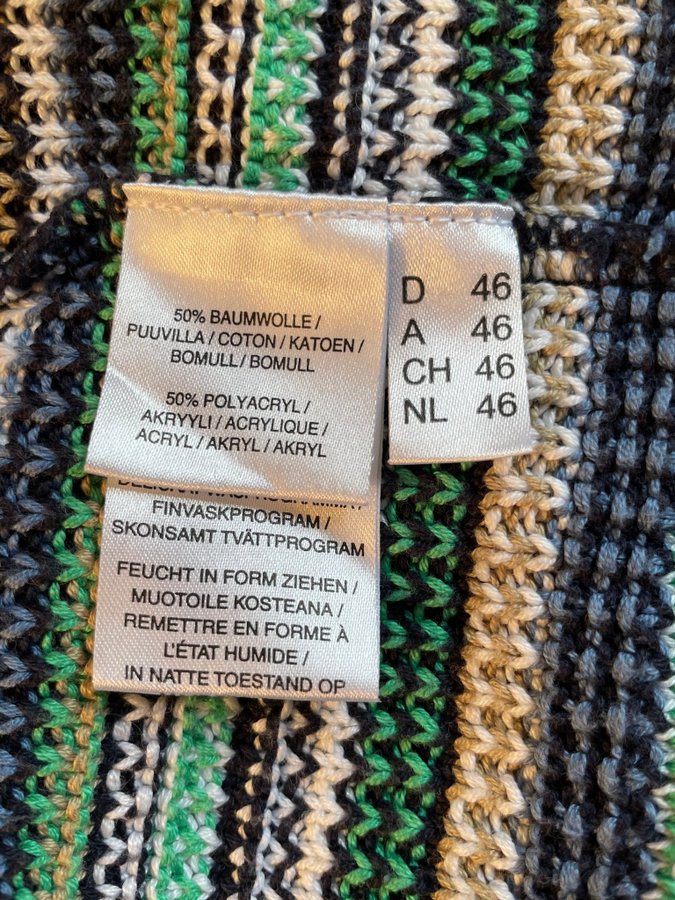 50% BAUMWOLLE /
PUUVILLA / COTON / KATOEN /
BOMULL / BOMULL
50% POLYACRYL /
AKRYYLI / ACRYLIQUE /
ACRYL / AKRYL / AKRYL
FINVASKPROGRAM /
SKONSAMT TVÄTTPROGRAM
FEUCHT IN FORM ZIEHEN /
MUOTOILE KOSTEANA /
REMETTRE EN FORME À
L'ÉTAT HUMIDE /
IN NATTE TOESTAND OP
D 46
A 46
CH 46
NL 46